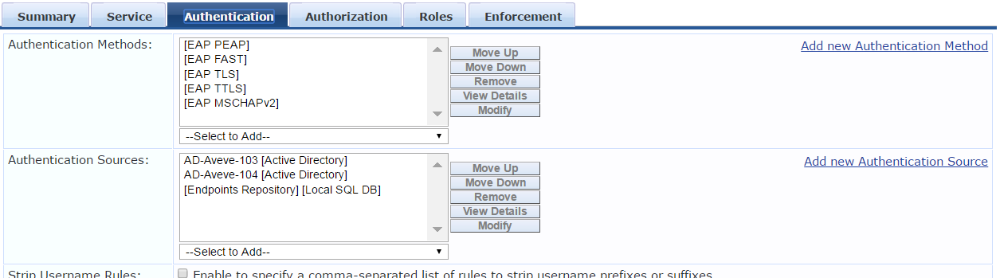 Summary Service Authentication Authorization Roles Enforcement
Authentication Methods:
[EAP PEAP]
[EAP FAST]
[EAP TLS]
[EAP TTLS]
[EAP MSCHAPv2]
Move Up
Move Down
Remove
View Details
Modify
Add new Authentication Method
--Select to Add--
Authentication Sources:
AD-Aveve-103 [Active Directory]
AD-Aveve-104 [Active Directory]
[Endpoints Repository] [Local SQL DB]
Move Up
Move Down
Remove
View Details
Modify
Add new Authentication Source
--Select to Add--
Strip Username Rules:
Enable to specify a comma-separated list of rules to strip username prefixes or suffixes